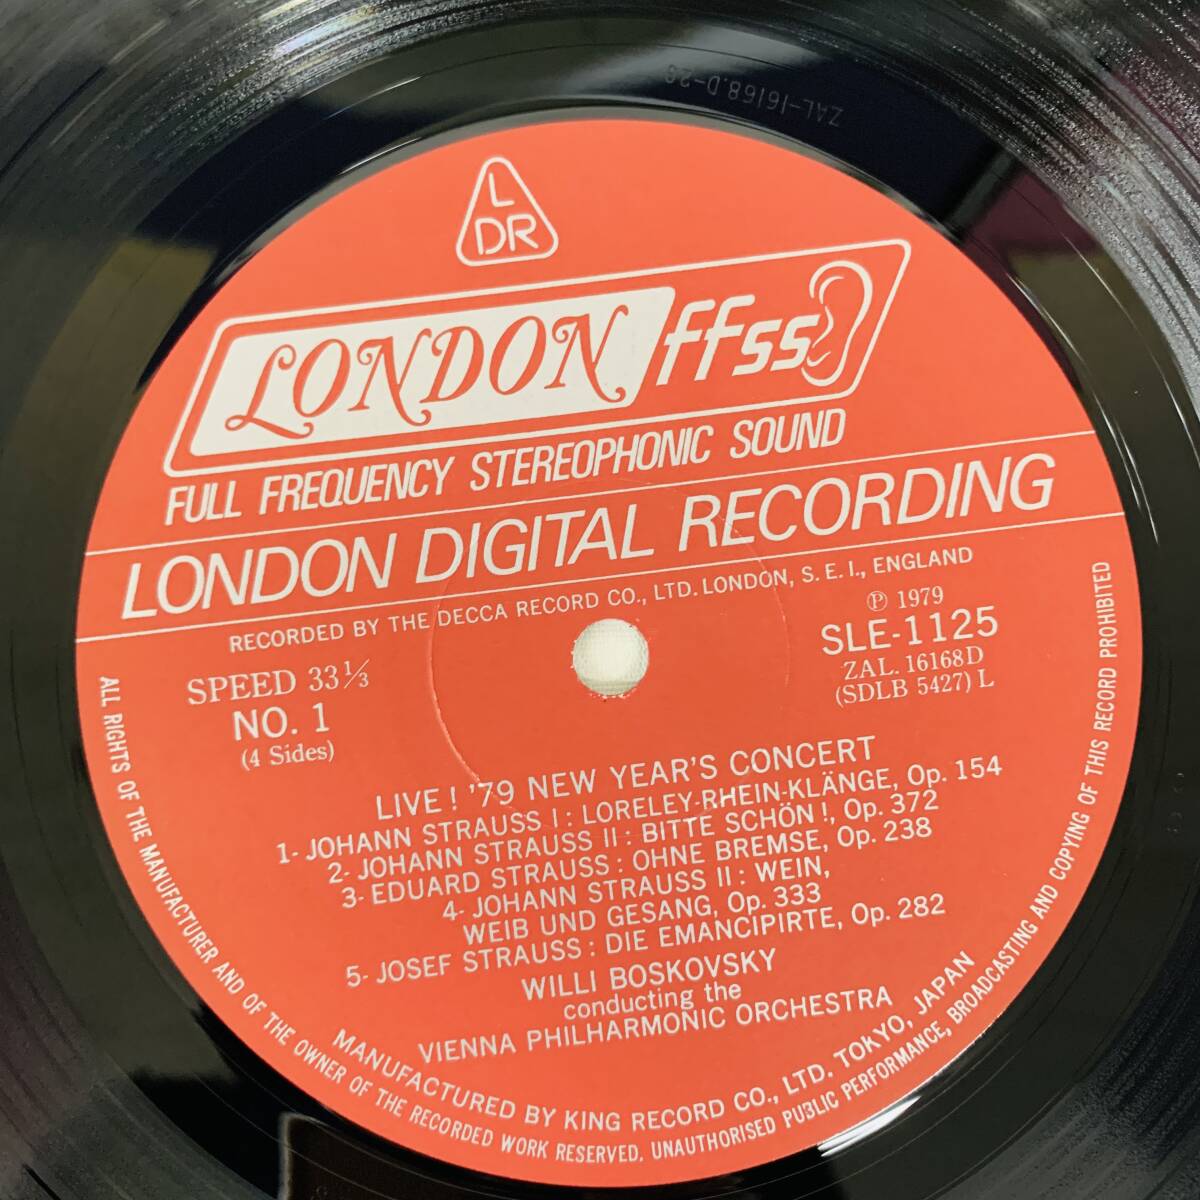 ZAL-16168.D-2G
L
DR
LONDON ffss
FULL FREQUENCY STEREOPHONIC SOUND
LONDON DIGITAL RECORDING
RECORDED BY THE DECCA RECORD CO., LTD. LONDON, S. E. I., ENGLAND
SPEED 33⅓
NO. 1
(4 Sides)
Ⓟ 1979
SLE-1125
ZAL. 16168D
(SDLB 5427) L
LIVE! '79 NEW YEAR'S CONCERT
1- JOHANN STRAUSS I : LORELEY-RHEIN-KLÄNGE, Op. 154
2- JOHANN STRAUSS II : BITTE SCHÖN!, Op. 372
3- EDUARD STRAUSS : OHNE BREMSE, Op. 238
4- JOHANN STRAUSS II : WEIN,
WEIB UND GESANG, Op. 333
5- JOSEF STRAUSS : DIE EMANCIPIRTE, Op. 282
WILLI BOSKOVSKY
conducting the
VIENNA PHILHARMONIC ORCHESTRA
MANUFACTURED BY KING RECORD CO., LTD. TOKYO, JAPAN
ALL RIGHTS OF THE MANUFACTURER AND OF THE OWNER OF THE RECORDED WORK RESERVED. UNAUTHORISED PUBLIC PERFORMANCE, BROADCASTING AND COPYING OF THIS RECORD PROHIBITED